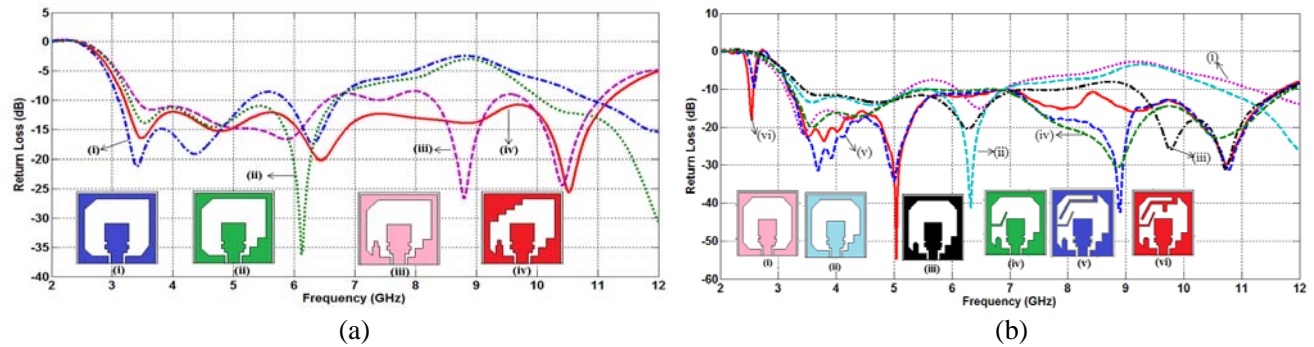 5
0
-5
-10
-15
-20
-25
-30
-35
-40
Return Loss (dB)
2 3 4 5 6 7 8 9 10 11 12
Frequency (GHz)
(i)
(ii)
(iii)
(iv)
(i) (ii) (iii) (iv)
(a)
10
0
-10
-20
-30
-40
-50
-60
Return Loss (dB)
2 3 4 5 6 7 8 9 10 11 12
Frequency (GHz)
(i)
(vi)
(v)
(ii)
(iv)
(iii)
(i) (ii) (iii) (iv) (v) (vi)
(b)